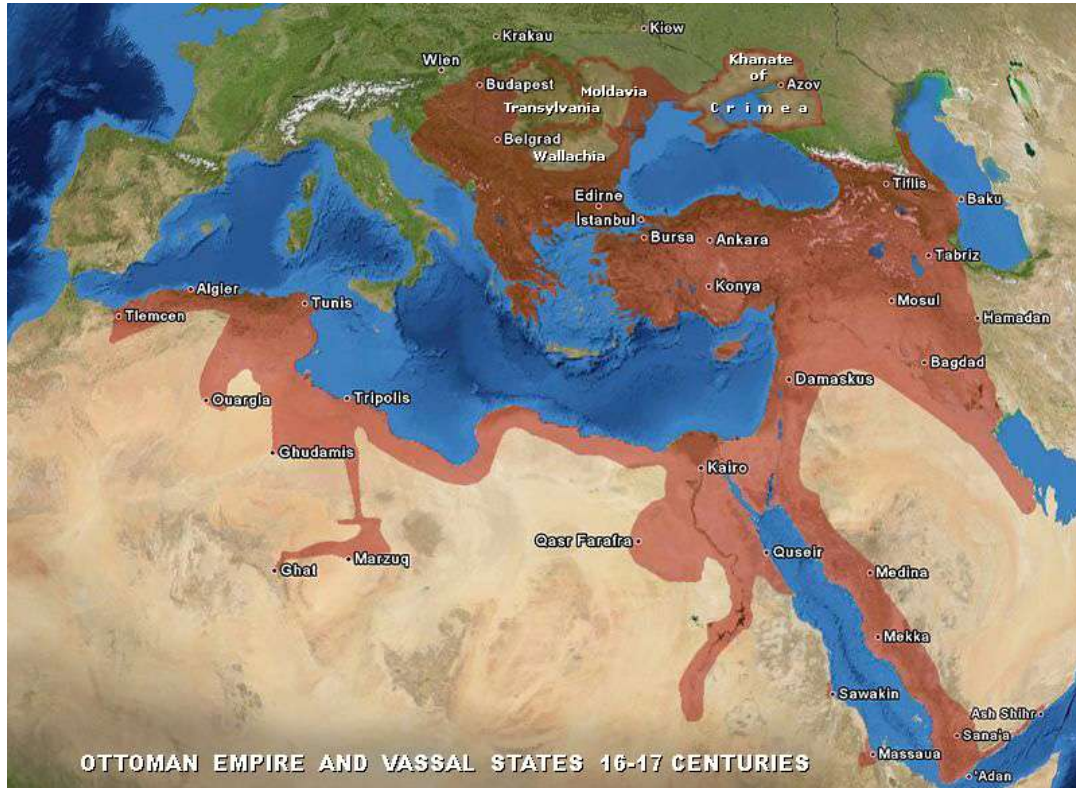 Kiew
Krakau
Wien
Khanate
of
Crimea
Azov
Budapest
Moldavia
Transylvania
Belgrad
Wallachia
Tiflis
Baku
Edirne
İstanbul
Bursa
Ankara
Tabriz
Konya
Mosul
Hamadan
Algier
Tunis
Tlemcen
Bagdad
Damaskus
Ouargla
Tripolis
Ghudamis
Kairo
Qasr Farafra
Quseir
Marzuq
Ghat
Medina
Mekka
Sawakin
Ash Shihr
Sana'a
Massaua
'Adan
OTTOMAN EMPIRE AND VASSAL STATES 16-17 CENTURIES